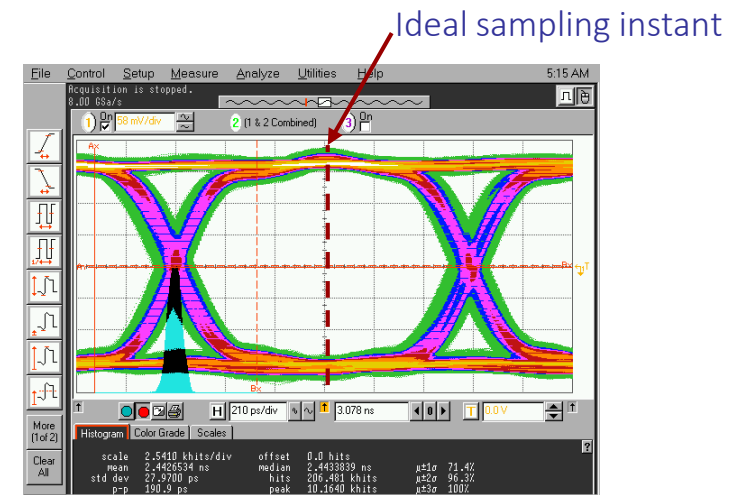 Ideal sampling instant
File Control Setup Measure Analyze Utilities Help 5:15 AM
Acquisition is stopped.
8.00 GSa/s
1 On 58 mV/div 2 (1 & 2 Combined) 3 On
Ax
Bx
H 210 ps/div 3.078 ns 0 T 0.0 V
More
(1 of 2)
Clear
All
Histogram Color Grade Scales
?
scale 2.5410 khits/div offset 0.0 hits
mean 2.4426534 ns median 2.4433839 ns µ±1σ 71.4%
std dev 27.9700 ps hits 206.481 khits µ±2σ 96.3%
p-p 190.9 ps peak 10.1640 khits µ±3σ 100%